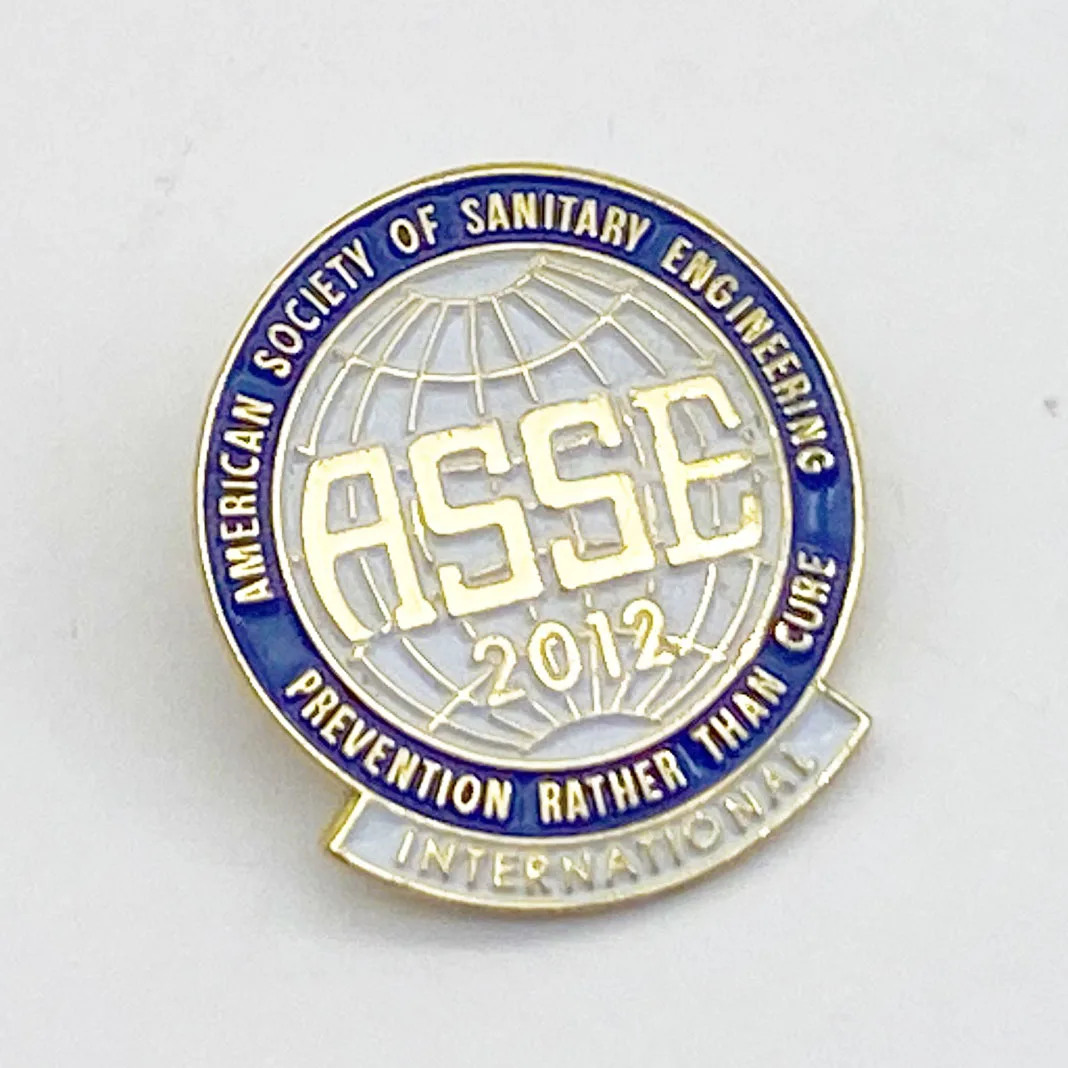 AMERICAN SOCIETY OF SANITARY ENGINEERING
ASSE
2012
PREVENTION RATHER THAN CURE
INTERNATIONAL